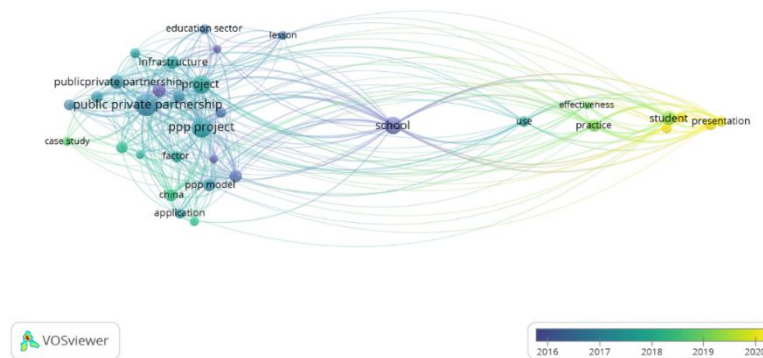 education sector
lesson
infrastructure
publicprivate partnership
project
public private partnership
ppp project
school
effectiveness
use
practice
student
presentation
case study
factor
ppp model
china
application
VOSviewer
2016 2017 2018 2019 2020